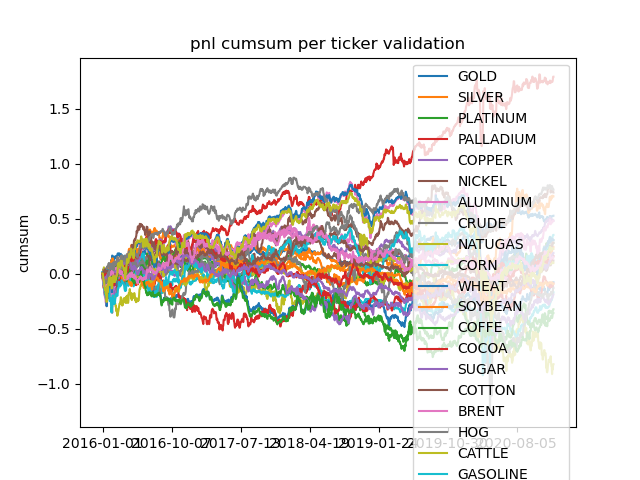 pnl cumsum per ticker validation
cumsum
1.5
1.0
0.5
0.0
−0.5
−1.0
2016-01-01
2016-10-07
2017-07-13
2018-04-19
2019-01-24
2019-10-30
2020-08-05
GOLD
SILVER
PLATINUM
PALLADIUM
COPPER
NICKEL
ALUMINUM
CRUDE
NATUGAS
CORN
WHEAT
SOYBEAN
COFFE
COCOA
SUGAR
COTTON
BRENT
HOG
CATTLE
GASOLINE